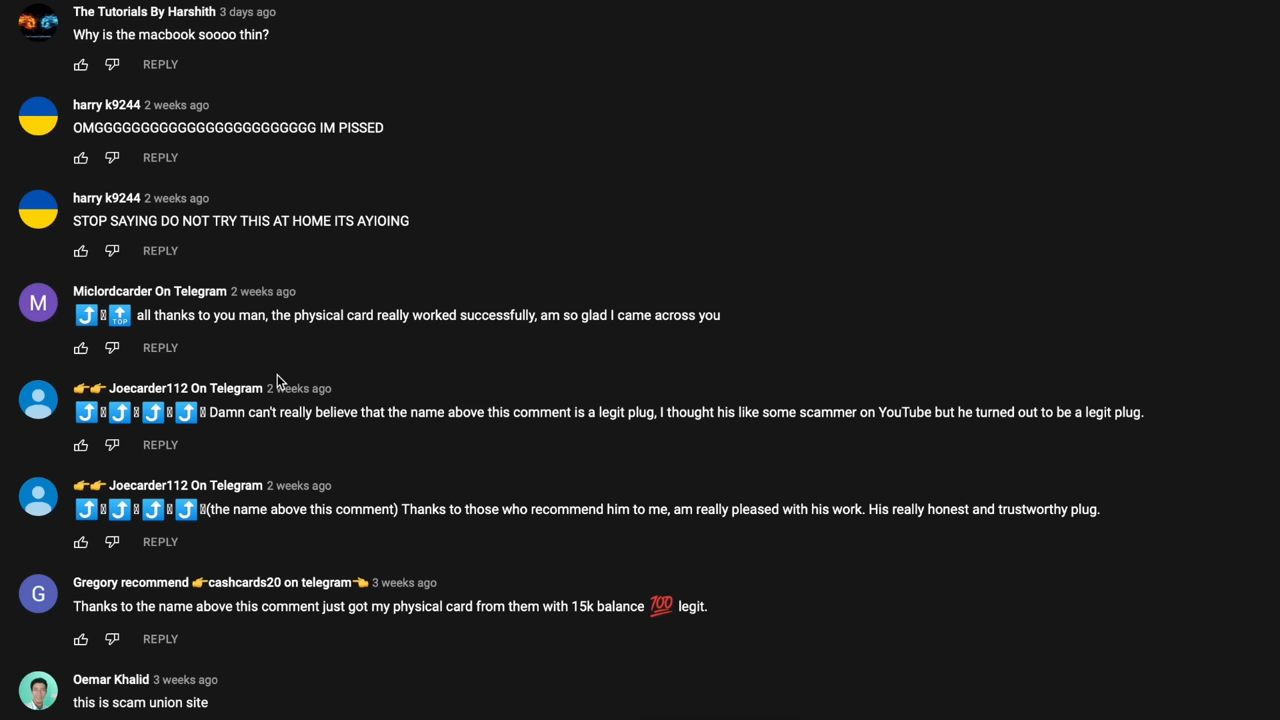 The Tutorials By Harshith 3 days ago
Why is the macbook soooo thin?
REPLY
harry k9244 2 weeks ago
OMGGGGGGGGGGGGGGGGGGGGGGGG IM PISSED
REPLY
harry k9244 2 weeks ago
STOP SAYING DO NOT TRY THIS AT HOME ITS AYIOING
REPLY
M
Miclordcarder On Telegram 2 weeks ago
⤴🔝 all thanks to you man, the physical card really worked successfully, am so glad I came across you
REPLY
👉👉 Joecarder112 On Telegram 2 weeks ago
⤴⤴⤴⤴ Damn can't really believe that the name above this comment is a legit plug, I thought his like some scammer on YouTube but he turned out to be a legit plug.
REPLY
👉👉 Joecarder112 On Telegram 2 weeks ago
⤴⤴⤴⤴(the name above this comment) Thanks to those who recommend him to me, am really pleased with his work. His really honest and trustworthy plug.
REPLY
G
Gregory recommend 👉cashcards20 on telegram👈 3 weeks ago
Thanks to the name above this comment just got my physical card from them with 15k balance 💯 legit.
REPLY
Oemar Khalid 3 weeks ago
this is scam union site